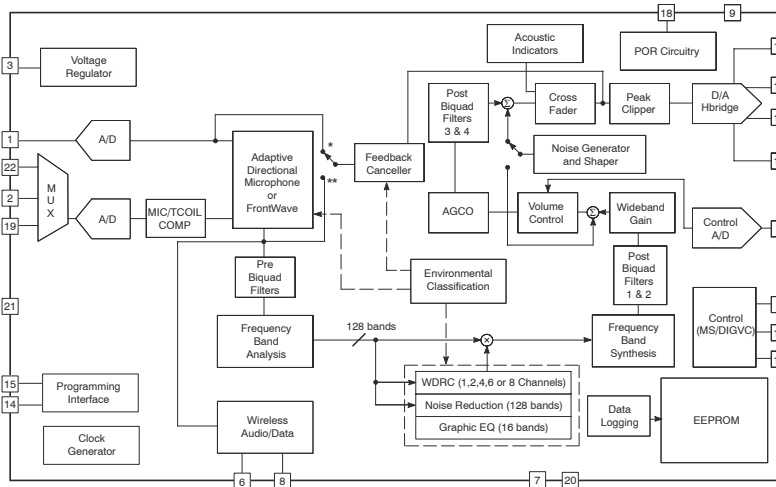 18
9
Acoustic
Indicators
POR Circuitry
3
Voltage
Regulator
Post
Biquad
Filters
3 & 4
Σ
Cross
Fader
Peak
Clipper
D/A
Hbridge
1
A/D
*
Adaptive
Directional
Microphone
or
FrontWave
Feedback
Canceller
Noise Generator
and Shaper
22
2
19
M
U
X
A/D
MIC/TCOIL
COMP
**
AGCO
Volume
Control
Σ
Wideband
Gain
Control
A/D
Pre
Biquad
Filters
Environmental
Classification
Post
Biquad
Filters
1 & 2
21
Frequency
Band
Analysis
128 bands
×
Frequency
Band
Synthesis
Control
(MS/DIGVC)
15
14
Programming
Interface
WDRC (1,2,4,6 or 8 Channels)
Noise Reduction (128 bands)
Graphic EQ (16 bands)
Clock
Generator
Wireless
Audio/Data
Data
Logging
EEPROM
6
8
7
20